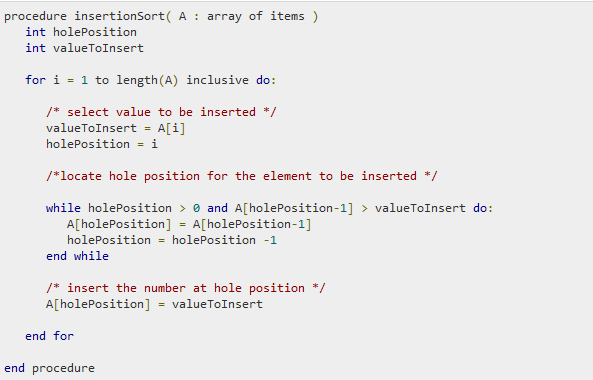 procedure insertionSort( A : array of items )
   int holePosition
   int valueToInsert

   for i = 1 to length(A) inclusive do:

      /* select value to be inserted */
      valueToInsert = A[i]
      holePosition = i

      /*locate hole position for the element to be inserted */

      while holePosition > 0 and A[holePosition-1] > valueToInsert do:
         A[holePosition] = A[holePosition-1]
         holePosition = holePosition -1
      end while

      /* insert the number at hole position */
      A[holePosition] = valueToInsert

   end for

end procedure